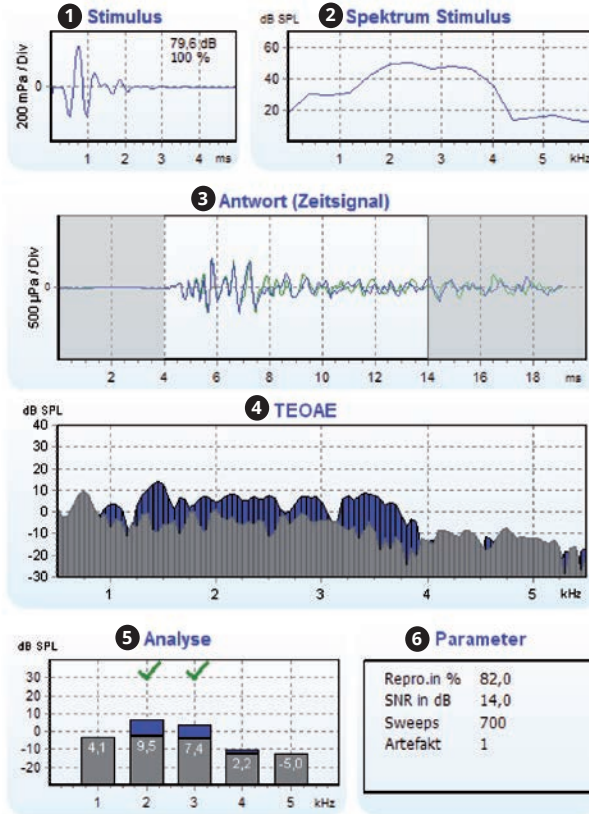 1 Stimulus
79,6 dB
100 %
200 mPa / Div
0
1 2 3 4 ms
2 Spektrum Stimulus
dB SPL
60
40
20
1 2 3 4 5 kHz
3 Antwort (Zeitsignal)
500 µPa / Div
0
2 4 6 8 10 12 14 16 18 ms
4 TEOAE
dB SPL
40
30
20
10
0
-10
-20
-30
1 2 3 4 5 kHz
5 Analyse
dB SPL
30
20
10
0
-10
-20
4,1 9,5 7,4 2,2 -5,0
1 2 3 4 5 kHz
6 Parameter
Repro.in % 82,0
SNR in dB 14,0
Sweeps 700
Artefakt 1